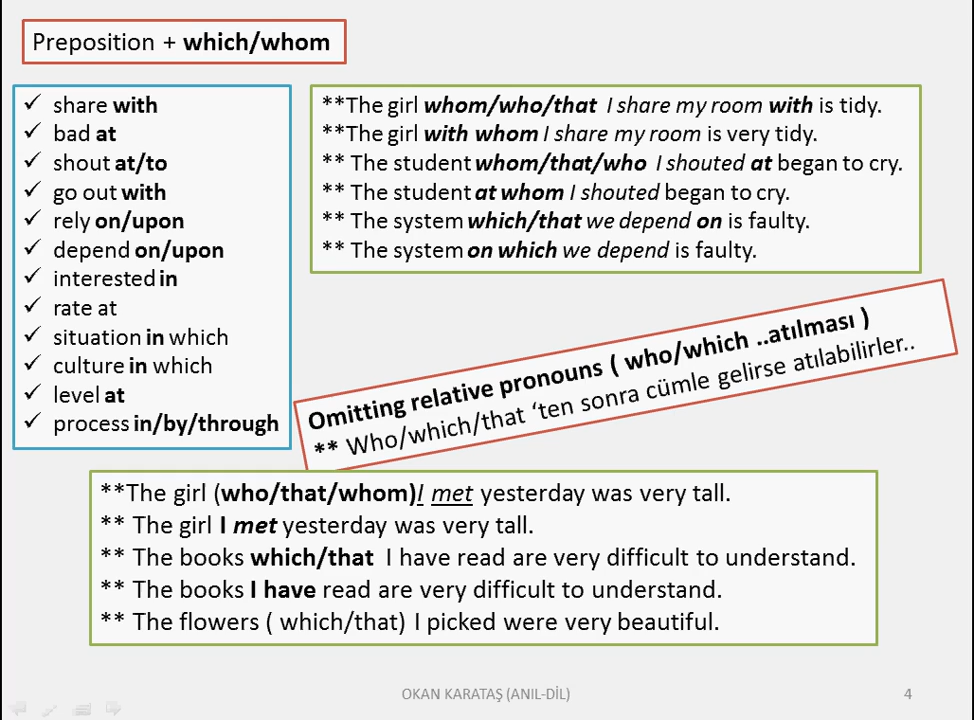 Preposition + which/whom
✓ share with
✓ bad at
✓ shout at/to
✓ go out with
✓ rely on/upon
✓ depend on/upon
✓ interested in
✓ rate at
✓ situation in which
✓ culture in which
✓ level at
✓ process in/by/through
**The girl whom/who/that I share my room with is tidy.
**The girl with whom I share my room is very tidy.
** The student whom/that/who I shouted at began to cry.
** The student at whom I shouted began to cry.
** The system which/that we depend on is faulty.
** The system on which we depend is faulty.
Omitting relative pronouns ( who/which ..atılması )
** Who/which/that ‘ten sonra cümle gelirse atılabilirler..
**The girl (who/that/whom)I met yesterday was very tall.
** The girl I met yesterday was very tall.
** The books which/that I have read are very difficult to understand.
** The books I have read are very difficult to understand.
** The flowers ( which/that) I picked were very beautiful.
OKAN KARATAŞ (ANIL-DİL)
4